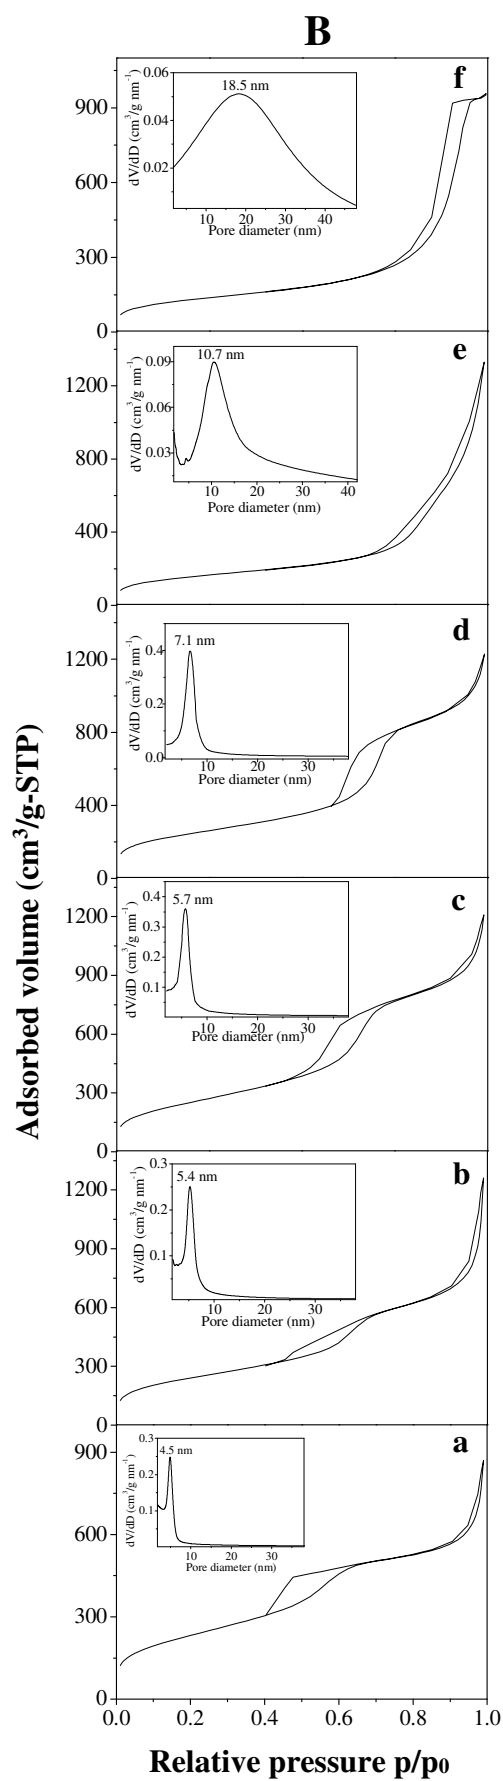 B
f
0.06
18.5 nm
0.04
0.02
dV/dD (cm³/g nm⁻¹)
10 20 30 40
Pore diameter (nm)
900
600
300
0
e
0.09
10.7 nm
0.06
0.03
dV/dD (cm³/g nm⁻¹)
0 10 20 30 40
Pore diameter (nm)
1200
800
400
0
d
7.1 nm
0.4
0.3
0.2
0.1
0.0
dV/dD (cm³/g nm⁻¹)
10 20 30
Pore diameter (nm)
1200
800
400
0
c
5.7 nm
0.4
0.3
0.2
0.1
dV/dD (cm³/g nm⁻¹)
10 20 30
Pore diameter (nm)
1200
900
600
300
0
b
0.3
5.4 nm
0.2
0.1
dV/dD (cm³/g nm⁻¹)
10 20 30
Pore diameter (nm)
1200
900
600
300
0
a
0.3
4.5 nm
0.2
0.1
dV/dD (cm³/g nm⁻¹)
10 20 30
Pore diameter (nm)
900
600
300
0
0.0 0.2 0.4 0.6 0.8 1.0
Adsorbed volume (cm³/g-STP)
Relative pressure p/p₀